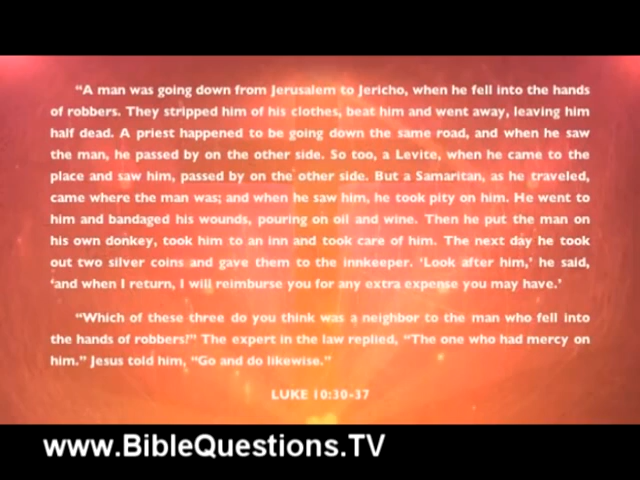 “A man was going down from Jerusalem to Jericho, when he fell into the hands
of robbers. They stripped him of his clothes, beat him and went away, leaving him
half dead. A priest happened to be going down the same road, and when he saw
the man, he passed by on the other side. So too, a Levite, when he came to the
place and saw him, passed by on the other side. But a Samaritan, as he traveled,
came where the man was; and when he saw him, he took pity on him. He went to
him and bandaged his wounds, pouring on oil and wine. Then he put the man on
his own donkey, took him to an inn and took care of him. The next day he took
out two silver coins and gave them to the innkeeper. ‘Look after him,’ he said,
‘and when I return, I will reimburse you for any extra expense you may have.’
“Which of these three do you think was a neighbor to the man who fell into
the hands of robbers?” The expert in the law replied, “The one who had mercy on
him.” Jesus told him, “Go and do likewise.”
LUKE 10:30-37
www.BibleQuestions.TV